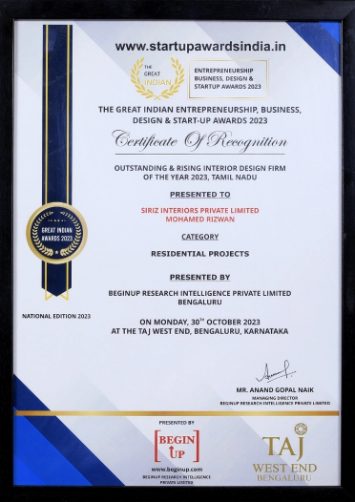 www.startupawardsindia.in
THE
GREAT
INDIAN
ENTREPRENEURSHIP
BUSINESS, DESIGN &
STARTUP AWARDS 2023
THE GREAT INDIAN ENTREPRENEURSHIP, BUSINESS,
DESIGN & START-UP AWARDS 2023
Certificate Of Recognition
OUTSTANDING & RISING INTERIOR DESIGN FIRM
OF THE YEAR 2023, TAMIL NADU
PRESENTED TO
SIRIZ INTERIORS PRIVATE LIMITED
MOHAMED RIZWAN
CATEGORY
RESIDENTIAL PROJECTS
GREAT INDIAN
AWARDS 2023
NATIONAL EDITION 2023
PRESENTED BY
BEGINUP RESEARCH INTELLIGENCE PRIVATE LIMITED
BENGALURU
ON MONDAY, 30TH OCTOBER 2023
AT THE TAJ WEST END, BENGALURU, KARNATAKA
MR. ANAND GOPAL NAIK
MANAGING DIRECTOR
BEGINUP RESEARCH INTELLIGENCE PRIVATE LIMITED
PRESENTED BY
BEGIN
UP
www.beginup.com
BEGINUP RESEARCH INTELLIGENCE
PRIVATE LIMITED
TAJ
WEST END
BENGALURU